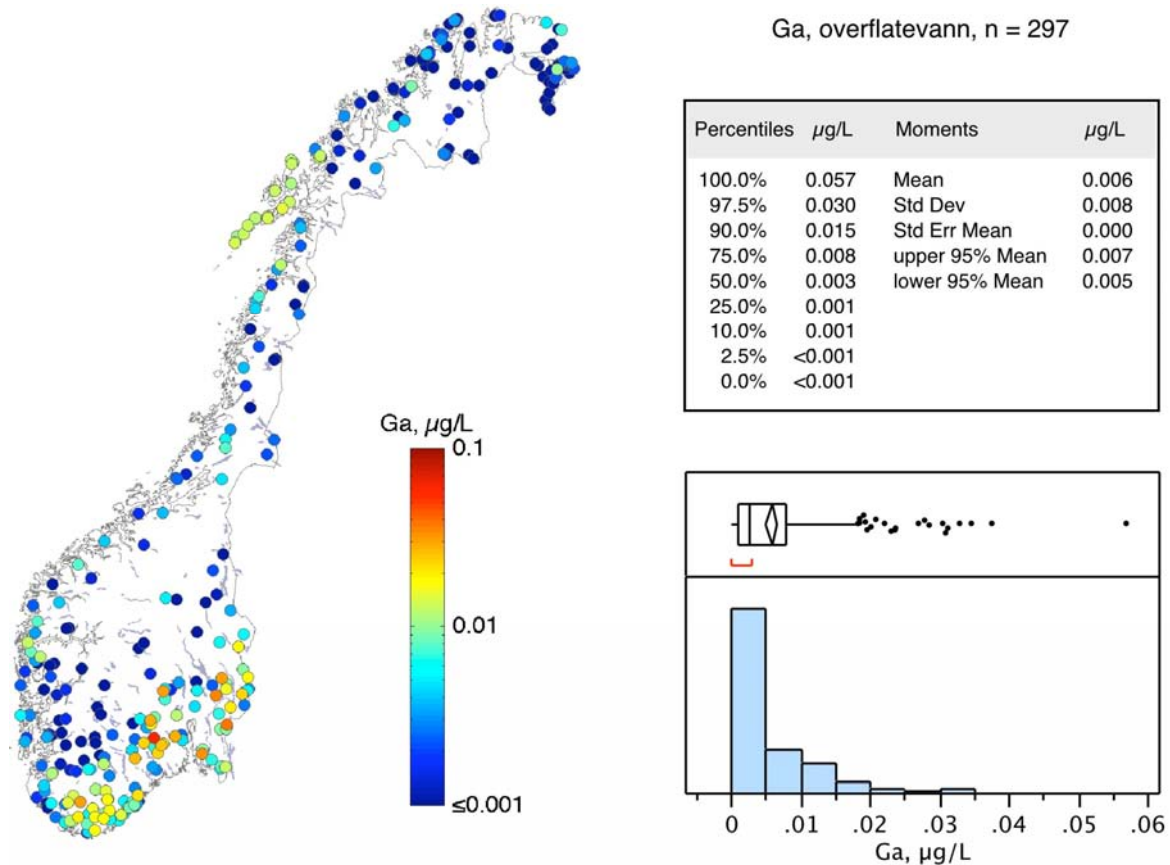 Ga, overflatevann, n = 297
Percentiles µg/L Moments µg/L
100.0% 0.057 Mean 0.006
97.5% 0.030 Std Dev 0.008
90.0% 0.015 Std Err Mean 0.000
75.0% 0.008 upper 95% Mean 0.007
50.0% 0.003 lower 95% Mean 0.005
25.0% 0.001
10.0% 0.001
2.5% <0.001
0.0% <0.001
Ga, µg/L
0.1
0.01
≤0.001
0 .01 .02 .03 .04 .05 .06
Ga, µg/L